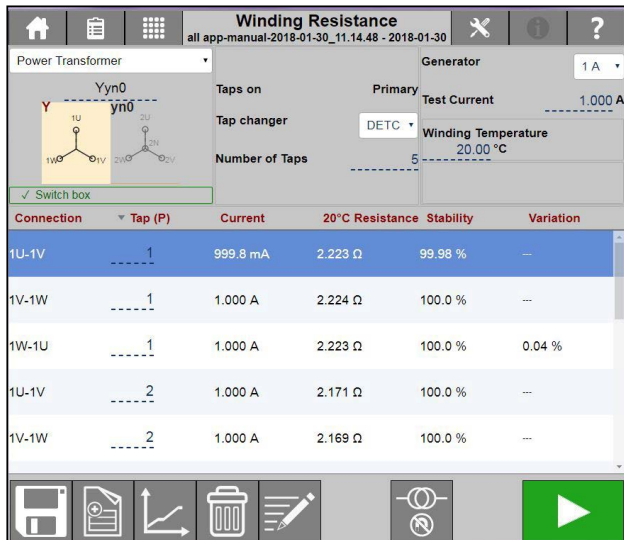 Winding Resistance
all app-manual-2018-01-30_11.14.48 - 2018-01-30
i
?
Power Transformer
Yyn0
Y
yn0
1U
1W
1V
2U
2N
2W
2V
✓ Switch box
Taps on Primary
Tap changer DETC
Number of Taps 5
Generator 1 A
Test Current 1.000 A
Winding Temperature
20.00 °C
Connection Tap (P) Current 20°C Resistance Stability Variation
1U-1V 1 999.8 mA 2.223 Ω 99.98 % ---
1V-1W 1 1.000 A 2.224 Ω 100.0 % ---
1W-1U 1 1.000 A 2.223 Ω 100.0 % 0.04 %
1U-1V 2 1.000 A 2.171 Ω 100.0 % ---
1V-1W 2 1.000 A 2.169 Ω 100.0 % ---